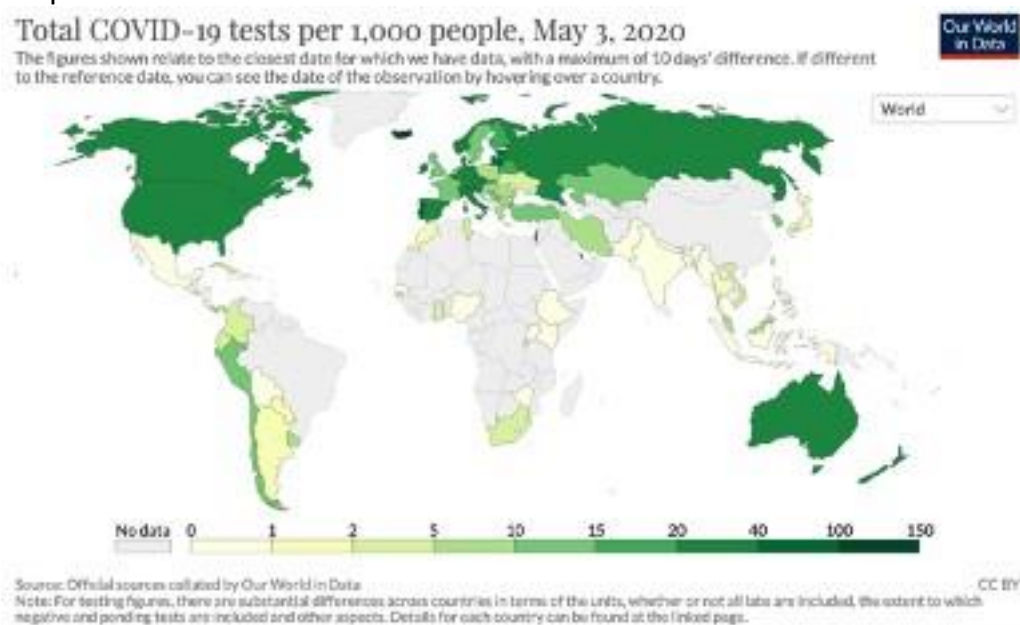 Total COVID-19 tests per 1,000 people, May 3, 2020
Our World
in Data
The figures shown relate to the closest date for which we have data, with a maximum of 10 days' difference. If different
to the reference date, you can see the date of the observation by hovering over a country.
World
No data 0 1 2 5 10 15 20 40 100 150
Source: Official sources collated by Our World in Data
CC BY
Note: For testing figures, there are substantial differences across countries in terms of the units, whether or not all labs are included, the extent to which
negative and pending tests are included and other aspects. Details for each country can be found at the linked page.